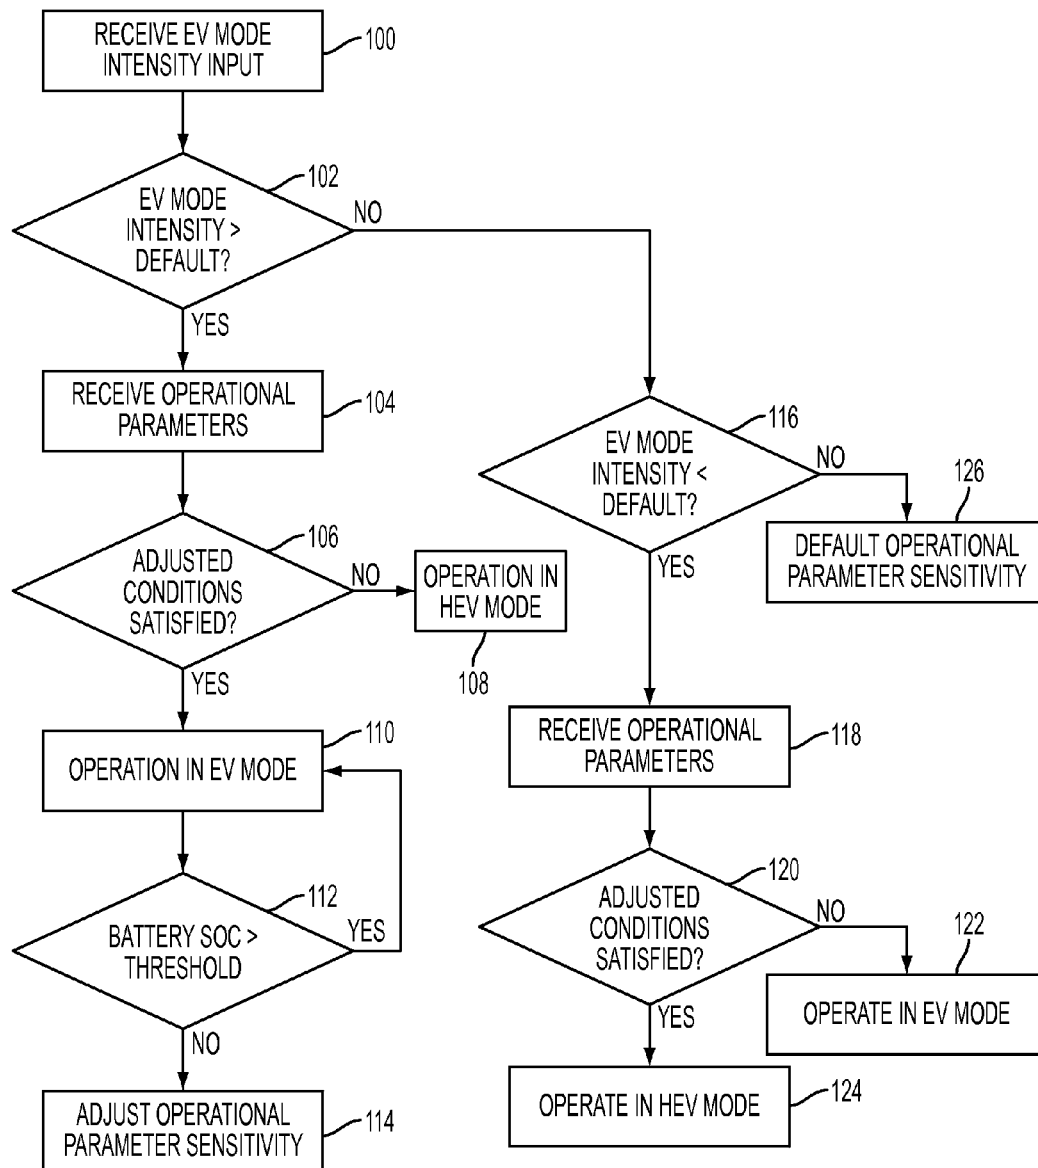 RECEIVE EV MODE
INTENSITY INPUT
100
EV MODE
INTENSITY >
DEFAULT?
102
NO
YES
RECEIVE OPERATIONAL
PARAMETERS
104
ADJUSTED
CONDITIONS
SATISFIED?
106
NO
OPERATION IN
HEV MODE
108
YES
110
OPERATION IN EV MODE
BATTERY SOC >
THRESHOLD
112
YES
NO
ADJUST OPERATIONAL
PARAMETER SENSITIVITY
114
EV MODE
INTENSITY <
DEFAULT?
116
NO
126
DEFAULT OPERATIONAL
PARAMETER SENSITIVITY
YES
RECEIVE OPERATIONAL
PARAMETERS
118
ADJUSTED
CONDITIONS
SATISFIED?
120
NO
122
OPERATE IN EV MODE
YES
OPERATE IN HEV MODE
124